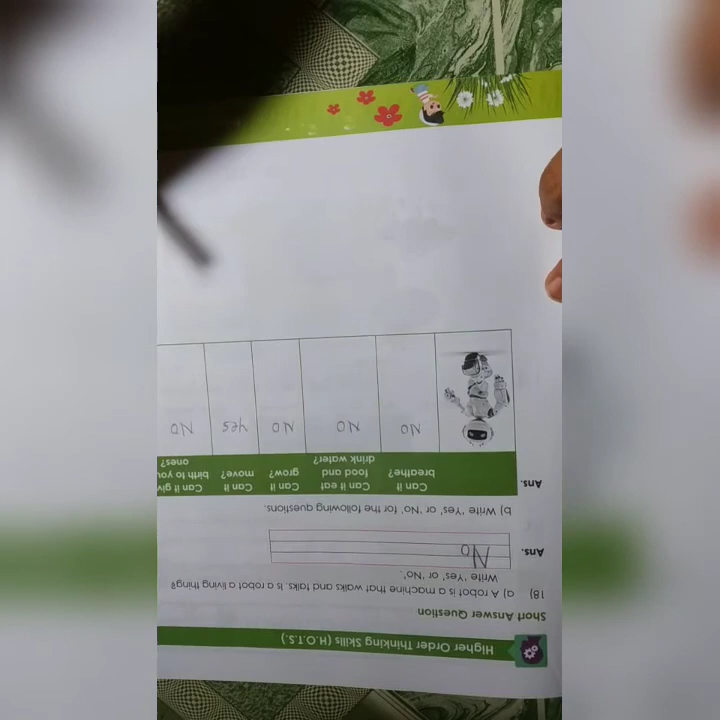 Higher Order Thinking Skills (H.O.T.S.)
Short Answer Question
18) a) A robot is a machine that walks and talks. Is a robot a living thing?
Write 'Yes' or 'No'.
Ans. No
b) Write 'Yes' or 'No' for the following questions.
Ans. Can it breathe? Can it eat food and drink water? Can it grow? Can it move? Can it giv birth to you ones?
NO NO NO yes NO